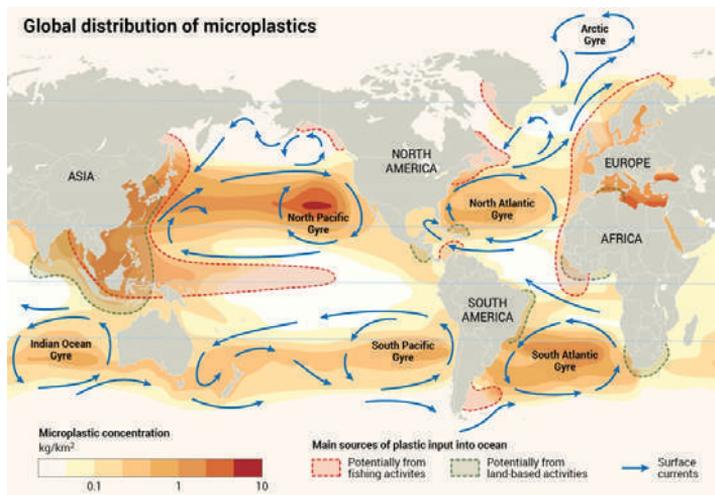 Global distribution of microplastics
Arctic
Gyre
ASIA
NORTH
AMERICA
EUROPE
North Pacific
Gyre
North Atlantic
Gyre
AFRICA
SOUTH
AMERICA
Indian Ocean
Gyre
South Pacific
Gyre
South Atlantic
Gyre
Microplastic concentration
kg/km²
0.1 1 10
Main sources of plastic input into ocean
Potentially from
fishing activites
Potentially from
land-based activities
Surface
currents